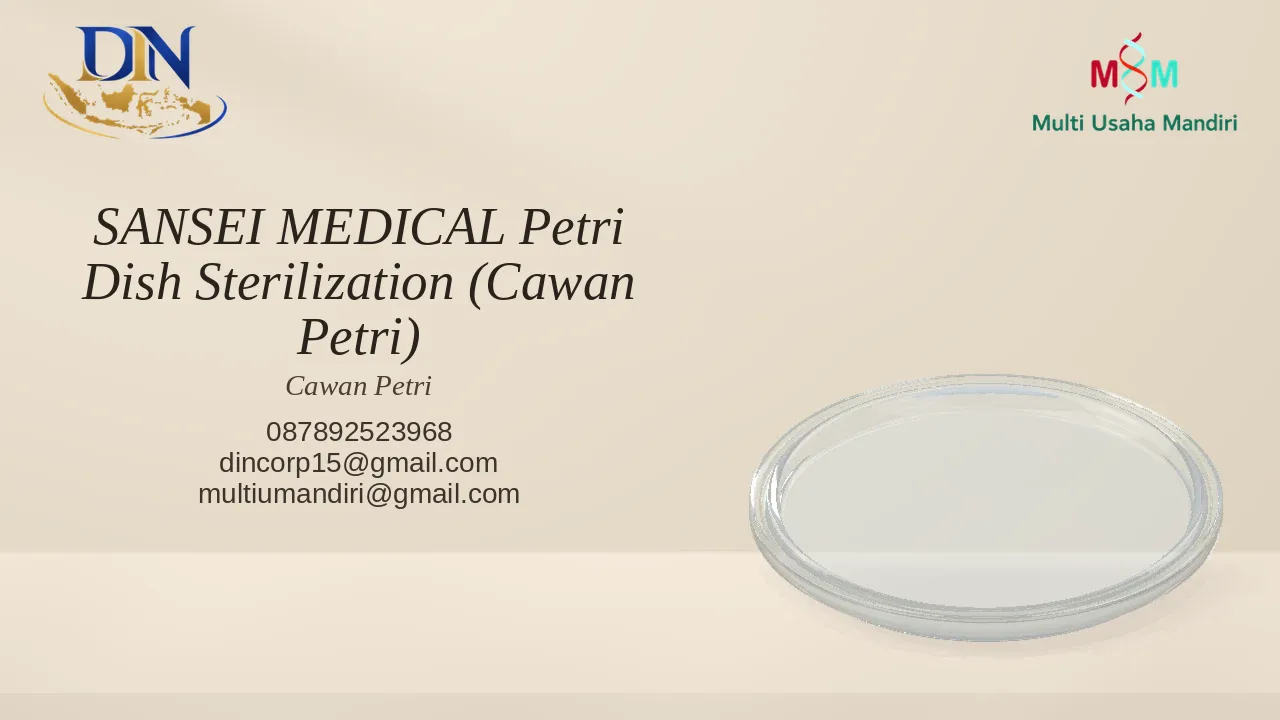 DIN
M M
Multi Usaha Mandiri
SANSEI MEDICAL Petri
Dish Sterilization (Cawan
Petri)
Cawan Petri
087892523968
dincorp15@gmail.com
multiumandiri@gmail.com